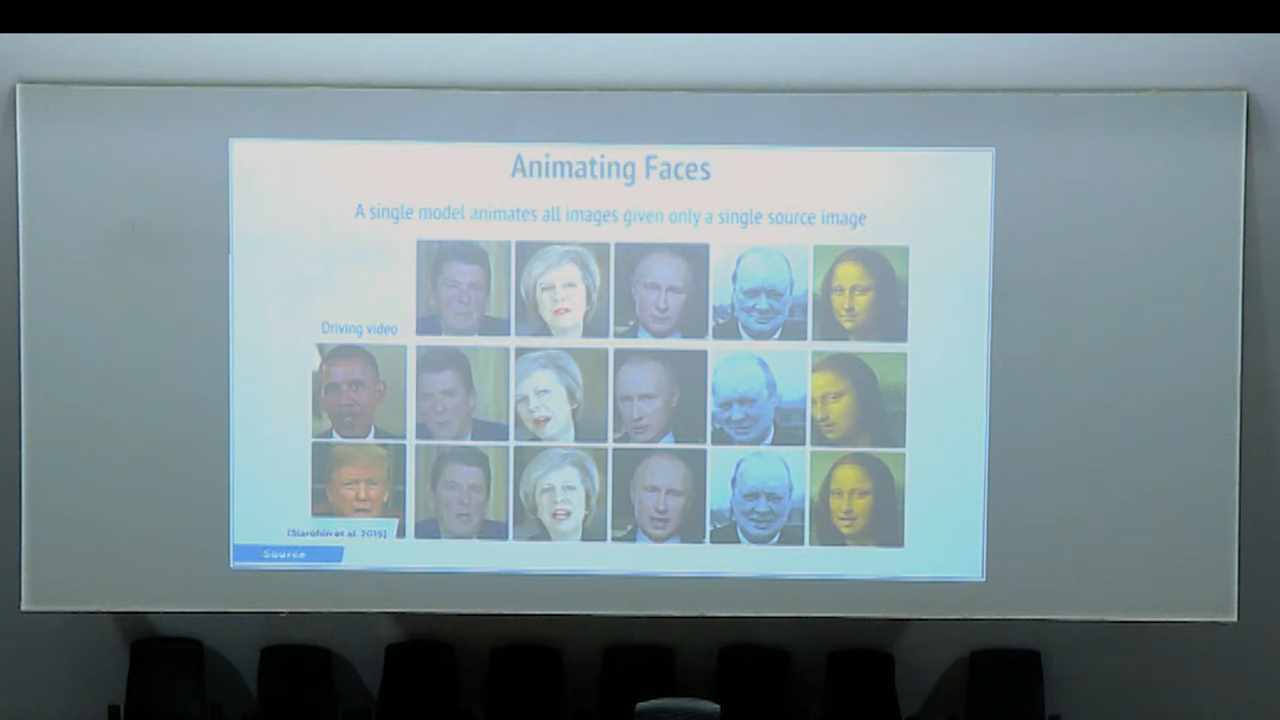 Animating Faces
A single model animates all images given only a single source image
Driving video
[Siarohin et al. 2019]
Source